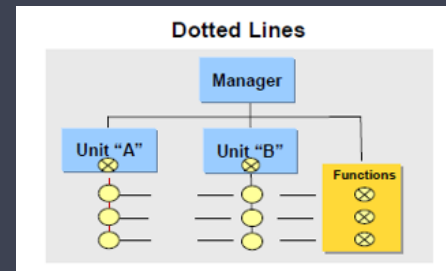 Dotted Lines
Manager
Unit "A"
Unit "B"
Functions